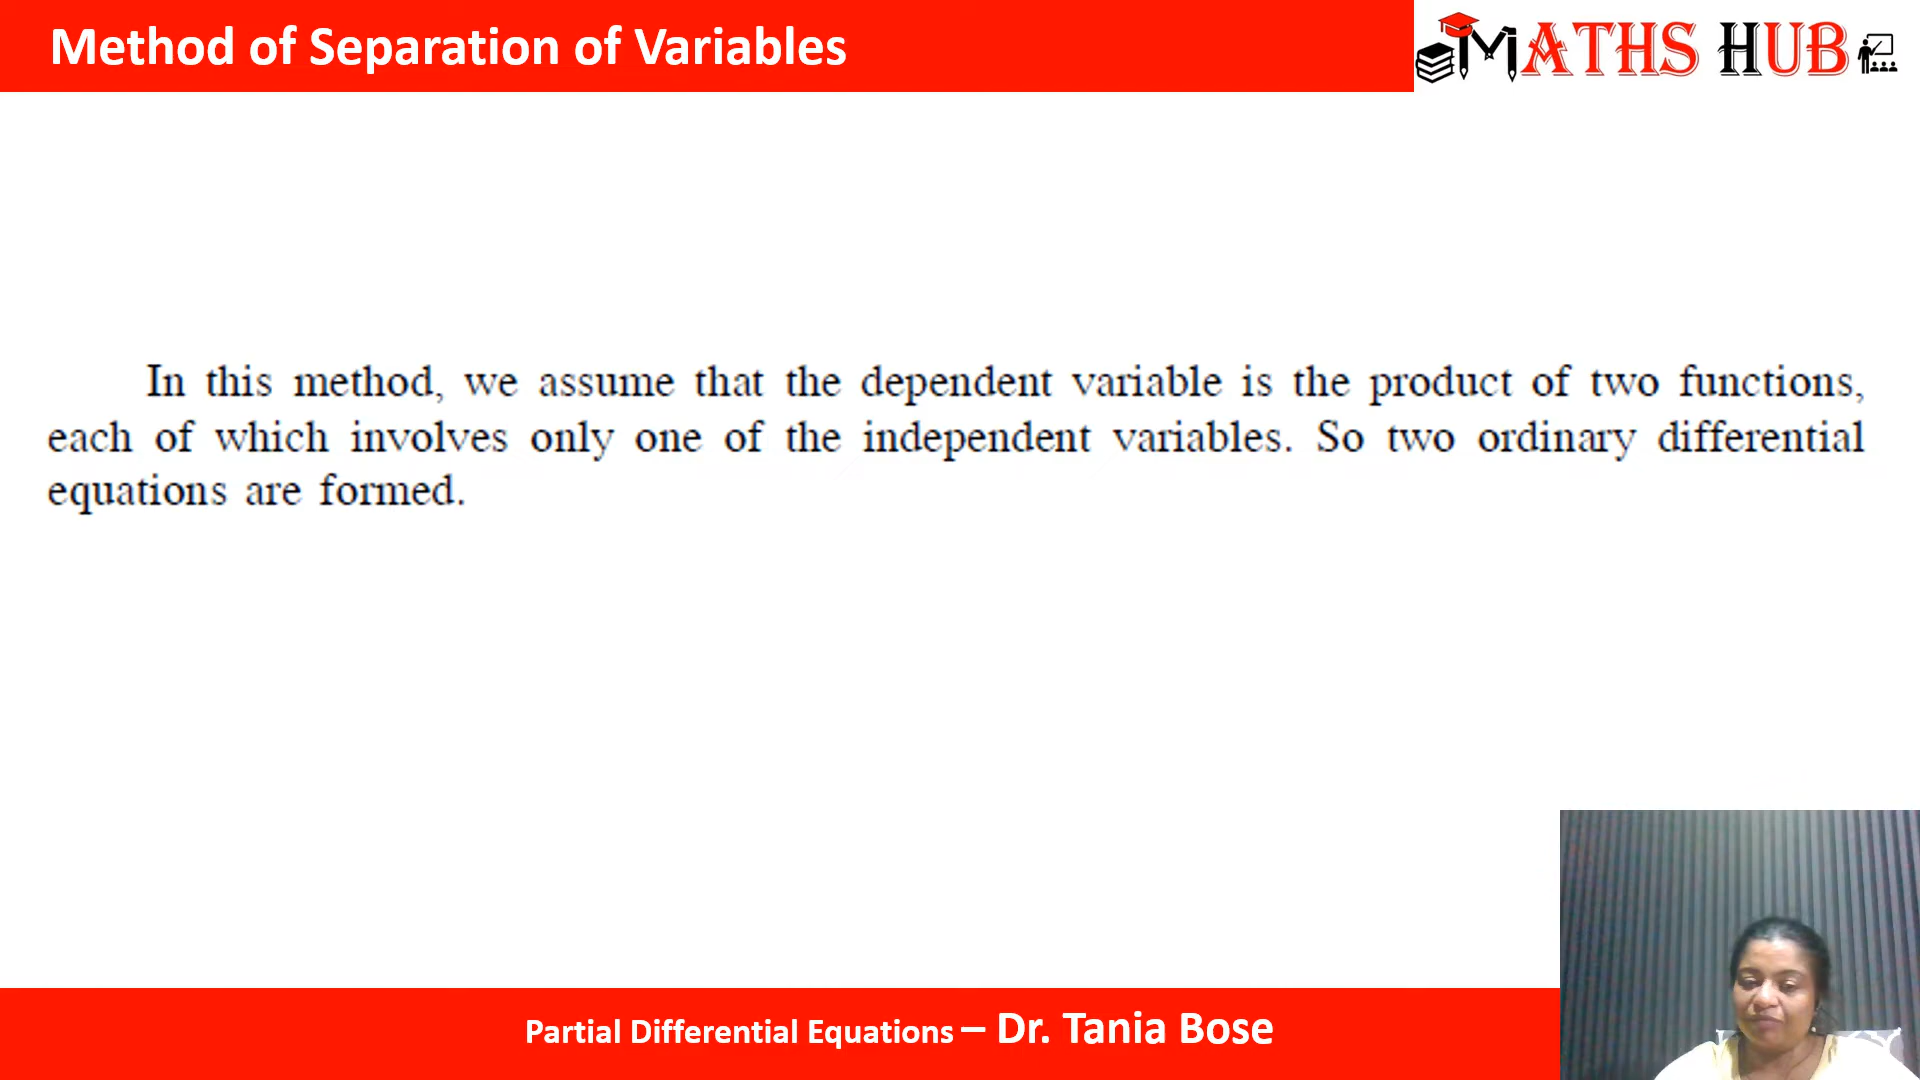 Method of Separation of Variables
MATHS HUB
In this method, we assume that the dependent variable is the product of two functions,
each of which involves only one of the independent variables. So two ordinary differential
equations are formed.
Partial Differential Equations – Dr. Tania Bose